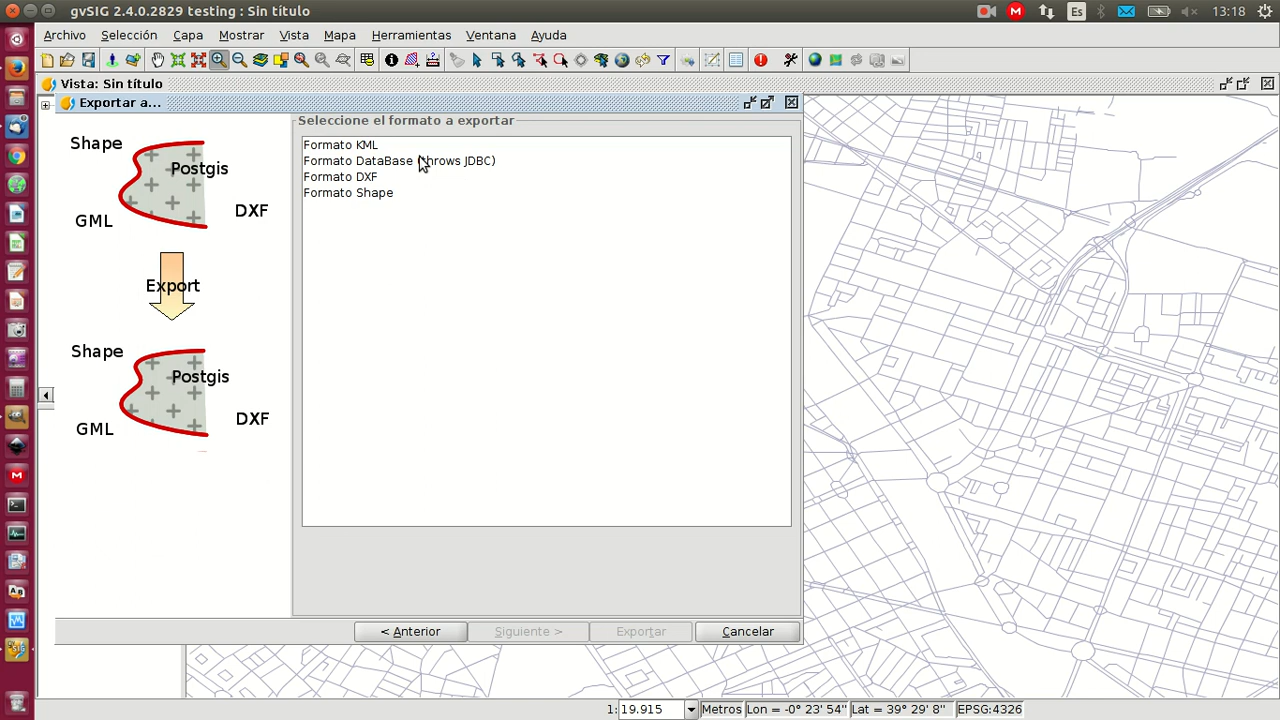 gvSIG 2.4.0.2829 testing : Sin título
Es
13:18
Archivo Selección Capa Mostrar Vista Mapa Herramientas Ventana Ayuda
Vista: Sin título
Exportar a...
Seleccione el formato a exportar
Formato KML
Formato DataBase (throws JDBC)
Formato DXF
Formato Shape
Shape
Postgis
GML
DXF
Export
Shape
Postgis
GML
DXF
< Anterior
Siguiente >
Exportar
Cancelar
1: 19.915 Metros Lon = -0° 23' 54" Lat = 39° 29' 8" EPSG:4326